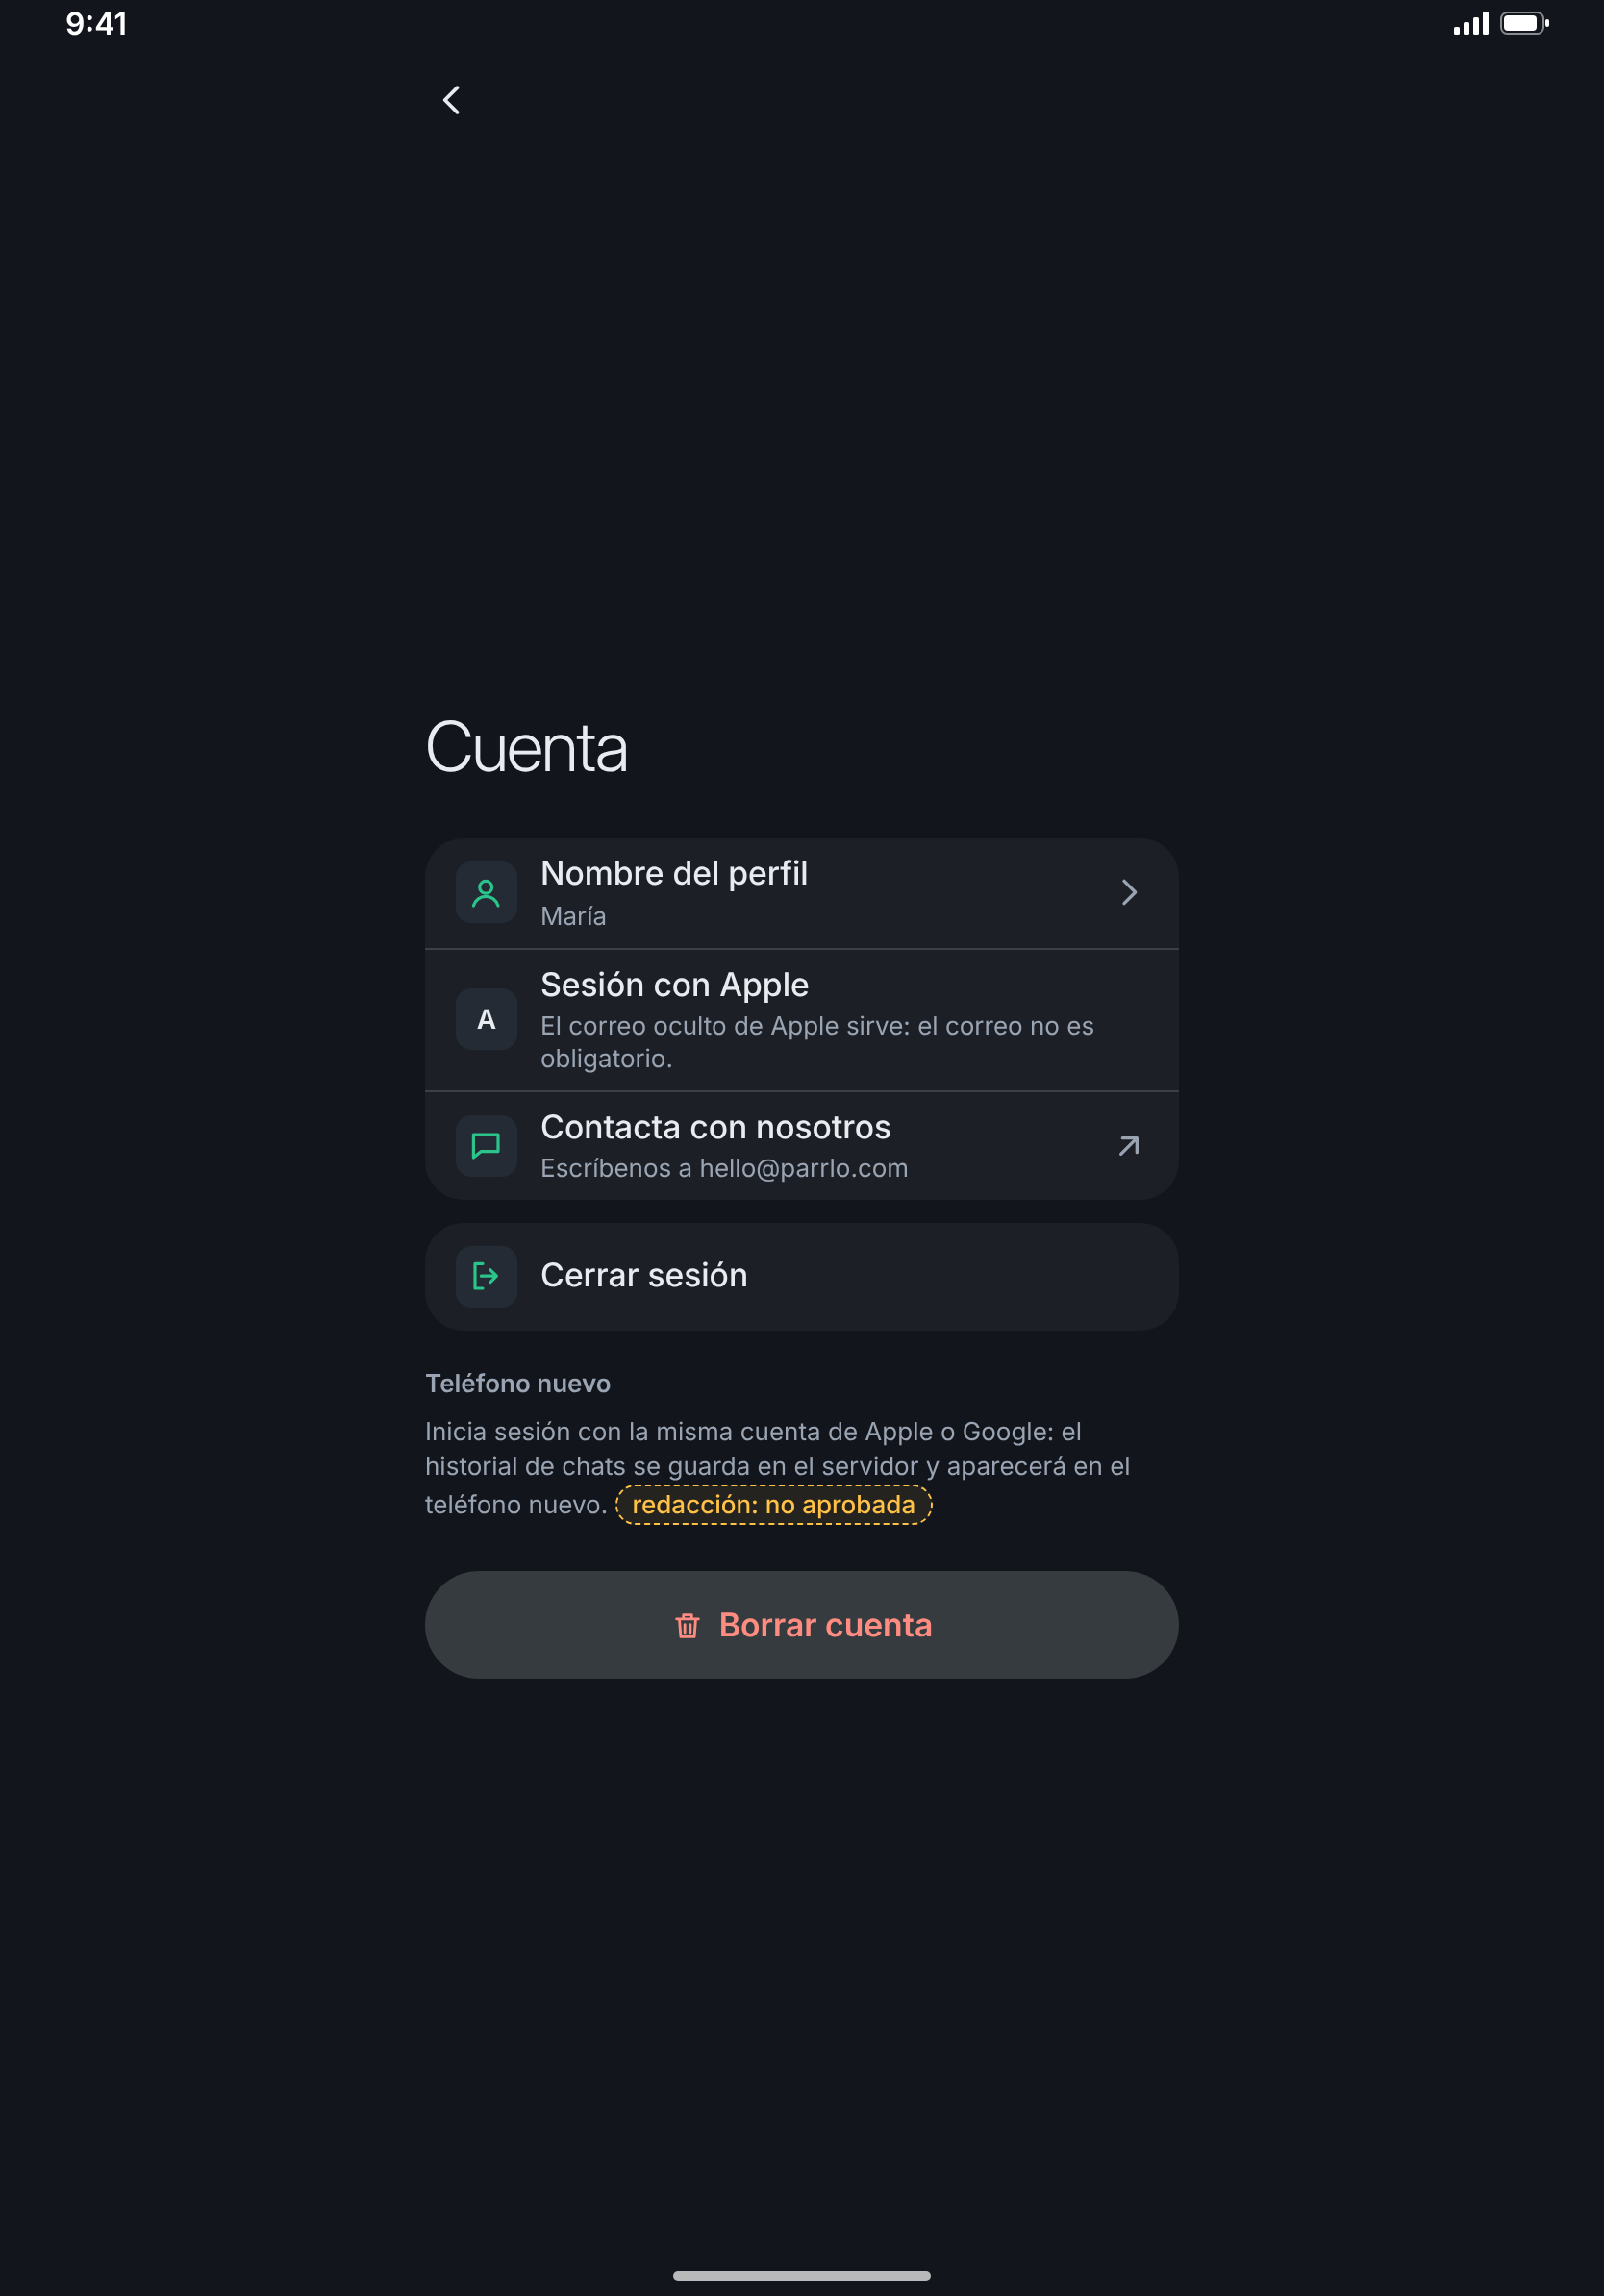 9:41
Cuenta
Nombre del perfil
María
A
Sesión con Apple
El correo oculto de Apple sirve: el correo no es
obligatorio.
Contacta con nosotros
Escríbenos a hello@parrlo.com
Cerrar sesión
Teléfono nuevo
Inicia sesión con la misma cuenta de Apple o Google: el
historial de chats se guarda en el servidor y aparecerá en el
teléfono nuevo. redacción: no aprobada
Borrar cuenta